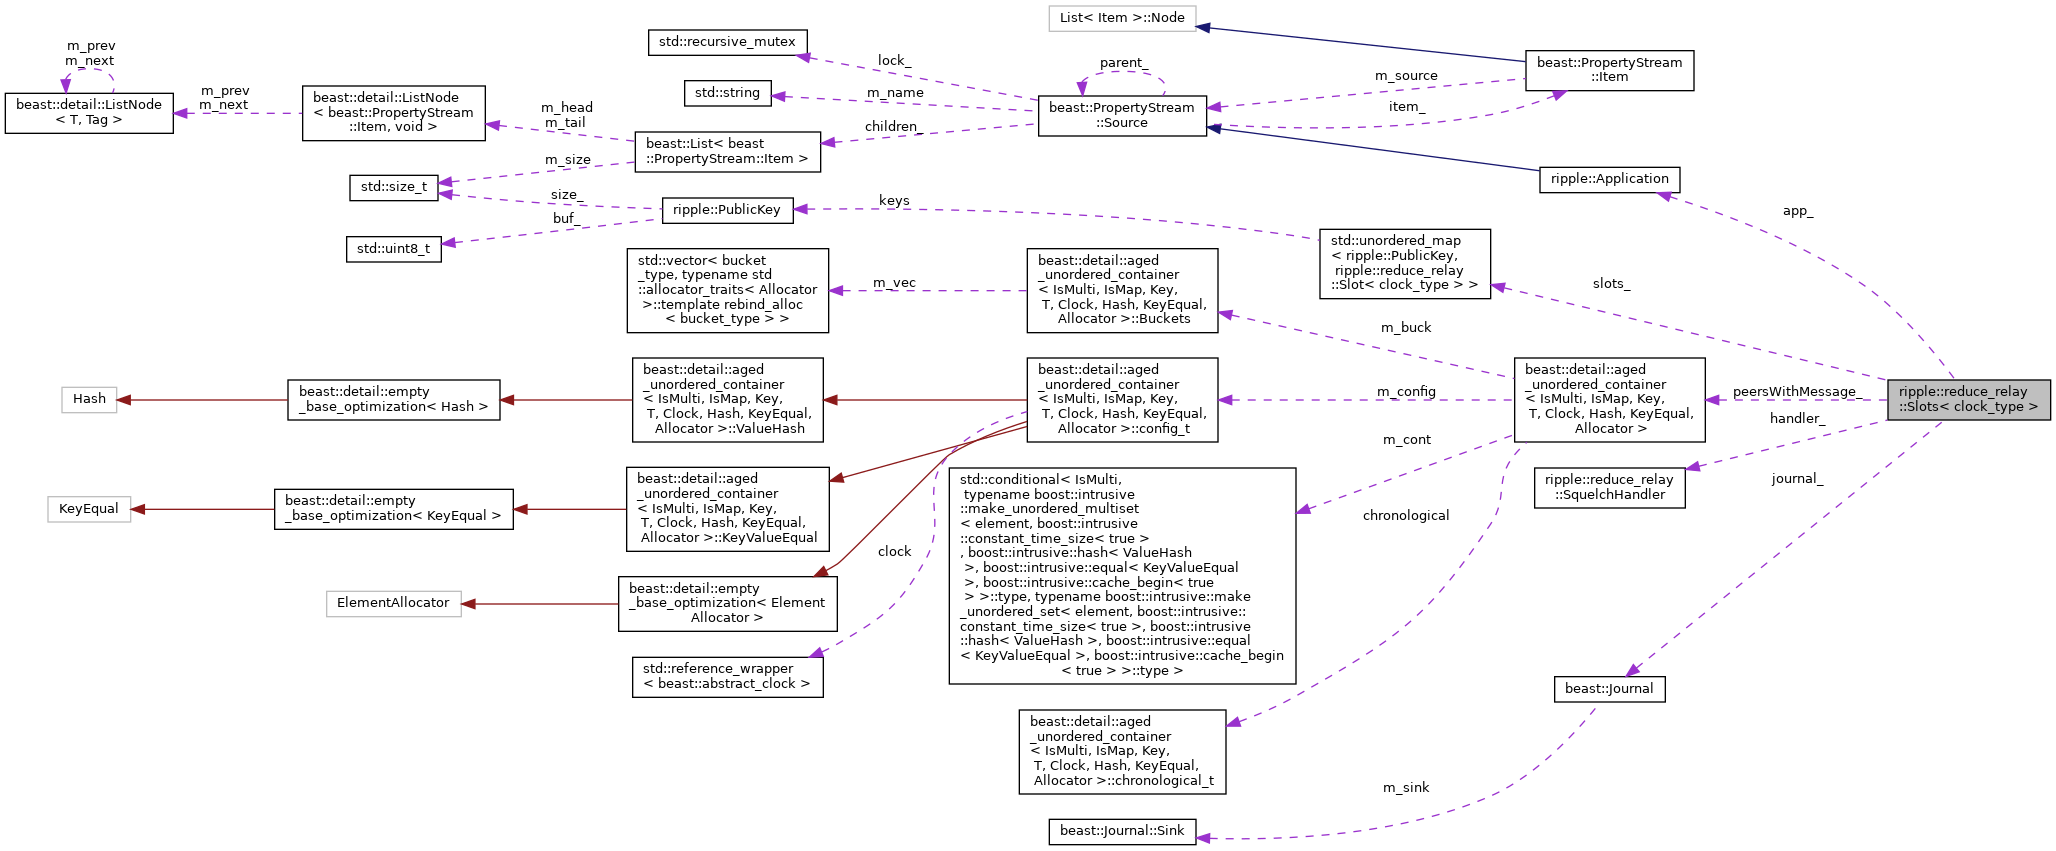 List< Item >::Node
std::recursive_mutex
m_prev
m_next
lock_
parent_
beast::PropertyStream
::Item
m_source
beast::detail::ListNode
< T, Tag >
m_prev
m_next
beast::detail::ListNode
< beast::PropertyStream
::Item, void >
std::string
m_name
beast::PropertyStream
::Source
item_
m_head
m_tail
children_
beast::List< beast
::PropertyStream::Item >
m_size
std::size_t
ripple::Application
size_
ripple::PublicKey
keys
app_
buf_
std::uint8_t
std::unordered_map
< ripple::PublicKey,
ripple::reduce_relay
::Slot< clock_type > >
std::vector< bucket
_type, typename std
::allocator_traits< Allocator
>::template rebind_alloc
< bucket_type > >
m_vec
beast::detail::aged
_unordered_container
< IsMulti, IsMap, Key,
T, Clock, Hash, KeyEqual,
Allocator >::Buckets
slots_
m_buck
Hash
beast::detail::empty
_base_optimization< Hash >
beast::detail::aged
_unordered_container
< IsMulti, IsMap, Key,
T, Clock, Hash, KeyEqual,
Allocator >::ValueHash
beast::detail::aged
_unordered_container
< IsMulti, IsMap, Key,
T, Clock, Hash, KeyEqual,
Allocator >::config_t
m_config
beast::detail::aged
_unordered_container
< IsMulti, IsMap, Key,
T, Clock, Hash, KeyEqual,
Allocator >
peersWithMessage_
ripple::reduce_relay
::Slots< clock_type >
handler_
m_cont
KeyEqual
beast::detail::empty
_base_optimization< KeyEqual >
beast::detail::aged
_unordered_container
< IsMulti, IsMap, Key,
T, Clock, Hash, KeyEqual,
Allocator >::KeyValueEqual
std::conditional< IsMulti,
typename boost::intrusive
::make_unordered_multiset
< element, boost::intrusive
::constant_time_size< true >
, boost::intrusive::hash< ValueHash
>, boost::intrusive::equal< KeyValueEqual
>, boost::intrusive::cache_begin< true
> >::type, typename boost::intrusive::make
_unordered_set< element, boost::intrusive::
constant_time_size< true >, boost::intrusive
::hash< ValueHash >, boost::intrusive::equal
< KeyValueEqual >, boost::intrusive::cache_begin
< true > >::type >
ripple::reduce_relay
::SquelchHandler
journal_
chronological
clock
ElementAllocator
beast::detail::empty
_base_optimization< Element
Allocator >
std::reference_wrapper
< beast::abstract_clock >
beast::Journal
beast::detail::aged
_unordered_container
< IsMulti, IsMap, Key,
T, Clock, Hash, KeyEqual,
Allocator >::chronological_t
m_sink
beast::Journal::Sink